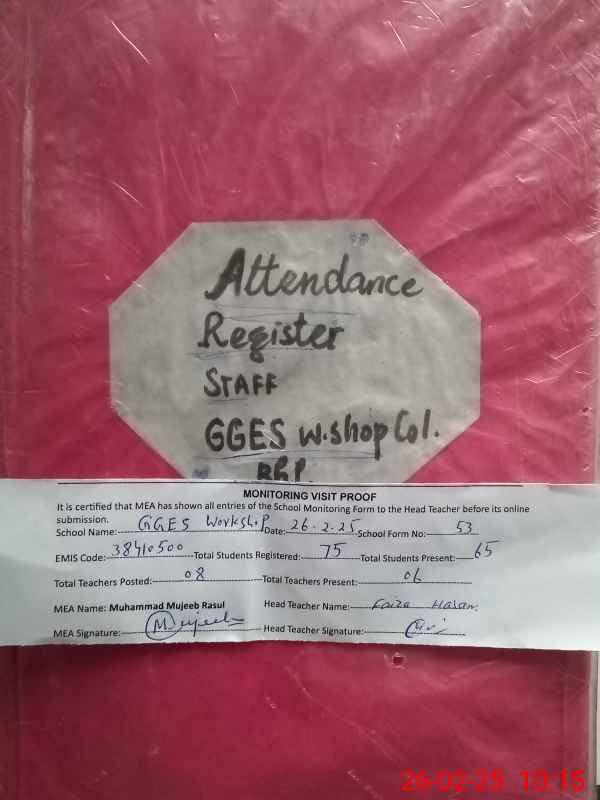 Attendance
Register
STAFF
GGES W.shop Col.
MONITORING VISIT PROOF
It is certified that MEA has shown all entries of the School Monitoring Form to the Head Teacher before its online
submission.
School Name: GGES Workshop Date: 26-2-25 School Form No: 53
EMIS Code: 38410500 Total Students Registered: 75 Total Students Present: 65
Total Teachers Posted: 08 Total Teachers Present: 06
MEA Name: Muhammad Mujeeb Rasul Head Teacher Name: Faiza Hasan
MEA Signature: Mujeeb Head Teacher Signature:
26-02-25 10:15